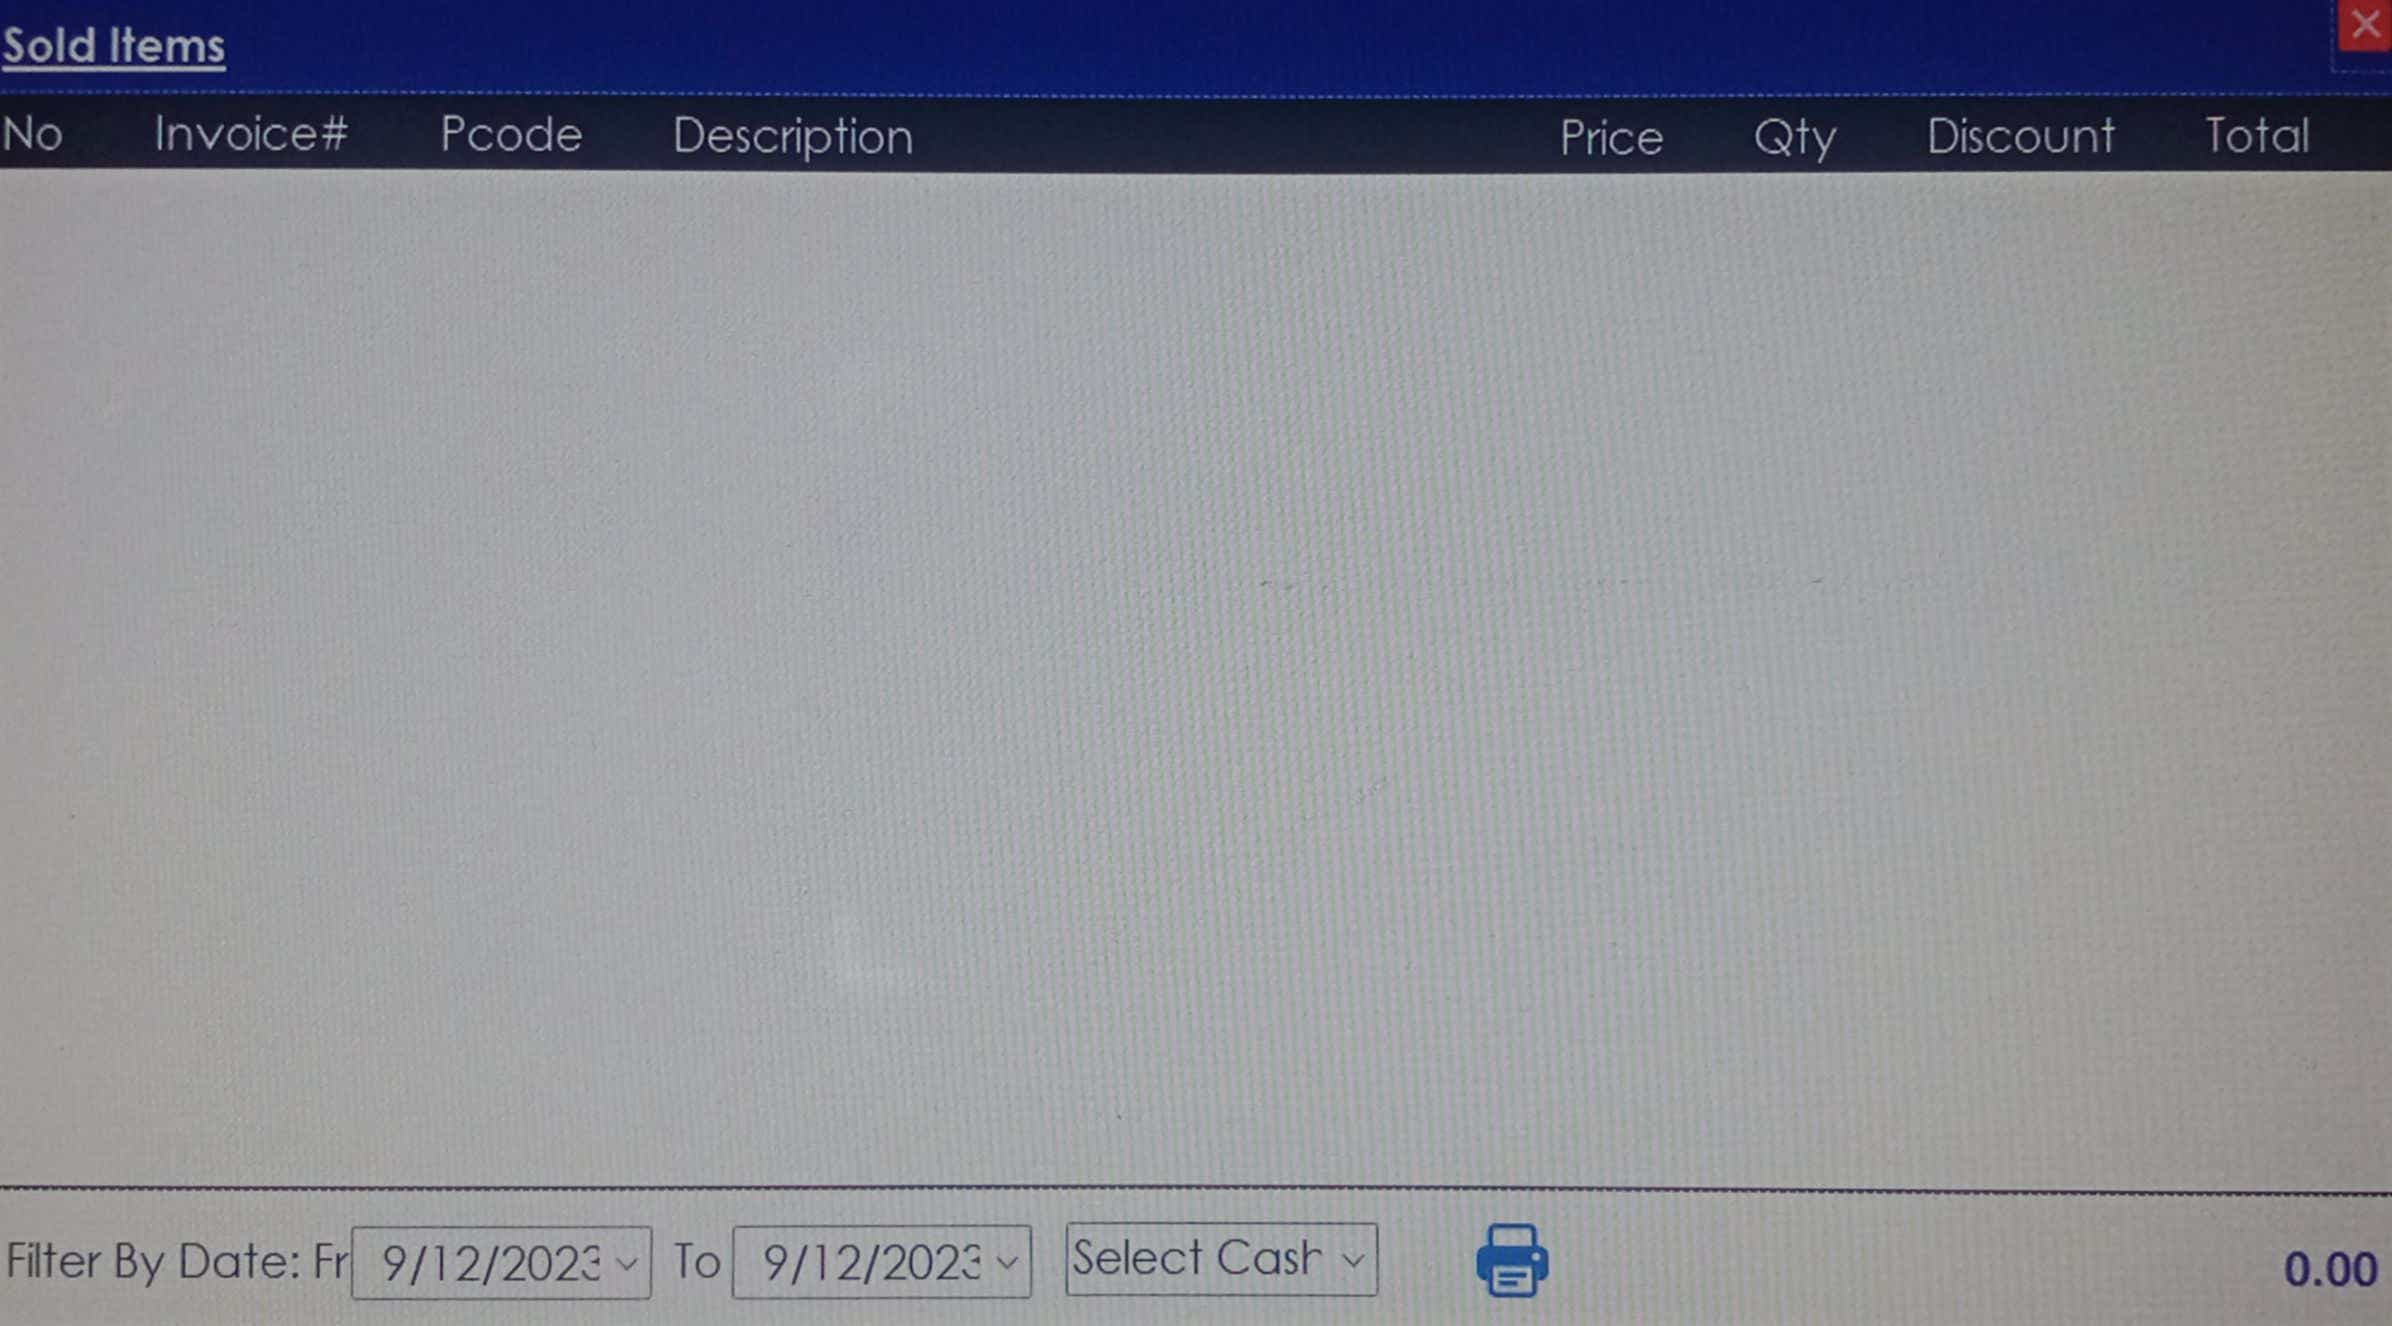 Sold Items
No Invoice# Pcode Description Price Qty Discount Total
Filter By Date: Fr 9/12/2023 To 9/12/2023 Select Cash 0.00